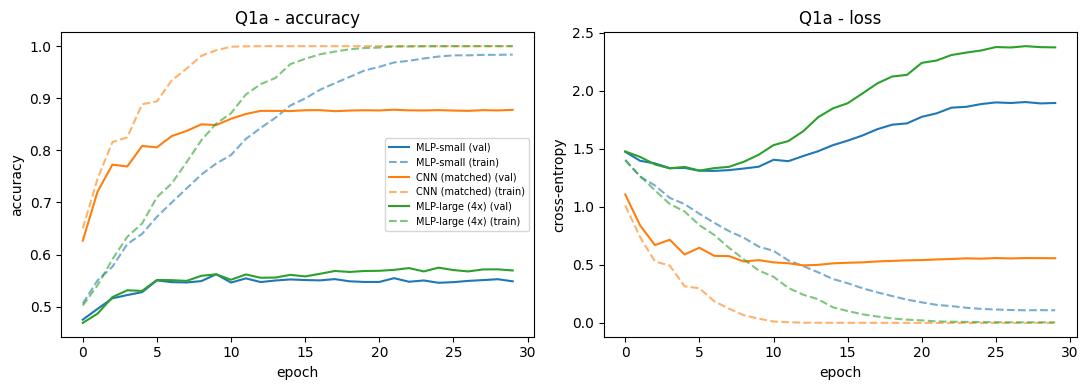 Q1a - accuracy
1.0
0.9
0.8
0.7
0.6
0.5
accuracy
0
5
10
15
20
25
30
epoch
MLP-small (val)
MLP-small (train)
CNN (matched) (val)
CNN (matched) (train)
MLP-large (4x) (val)
MLP-large (4x) (train)
Q1a - loss
2.5
2.0
1.5
1.0
0.5
0.0
cross-entropy
0
5
10
15
20
25
30
epoch